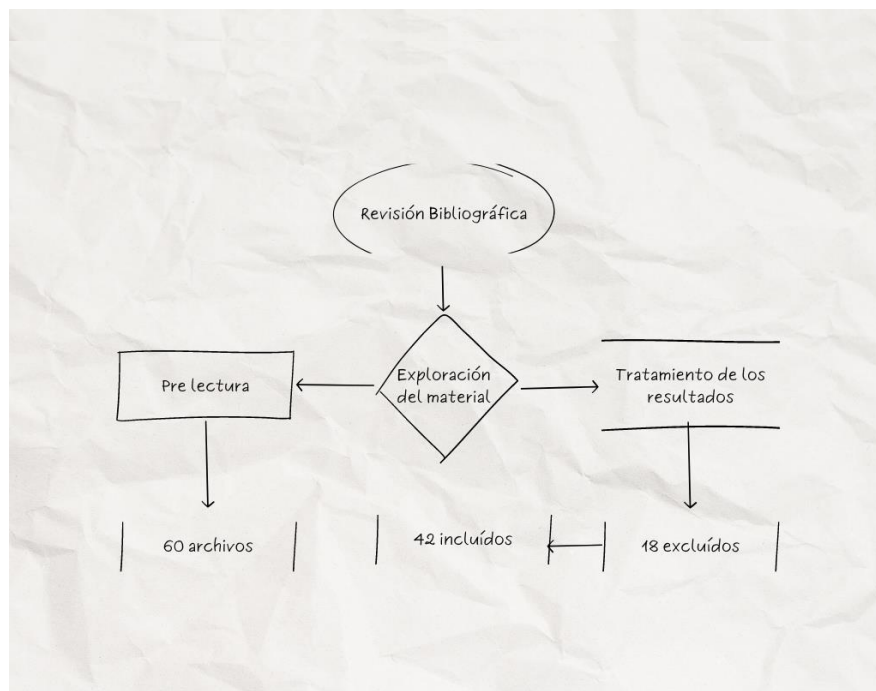 Revisión Bibliográfica
Exploración
del material
Pre lectura
Tratamiento de los
resultados
60 archivos
42 incluídos
18 excluídos